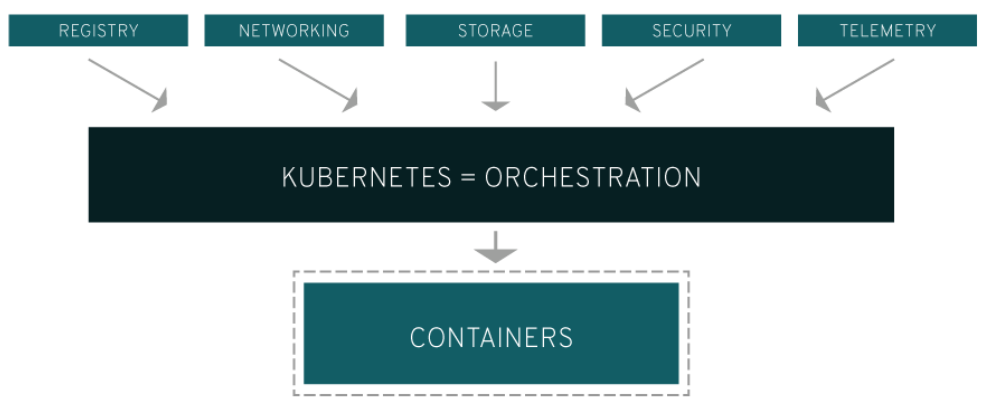 REGISTRY
NETWORKING
STORAGE
SECURITY
TELEMETRY
KUBERNETES = ORCHESTRATION
CONTAINERS